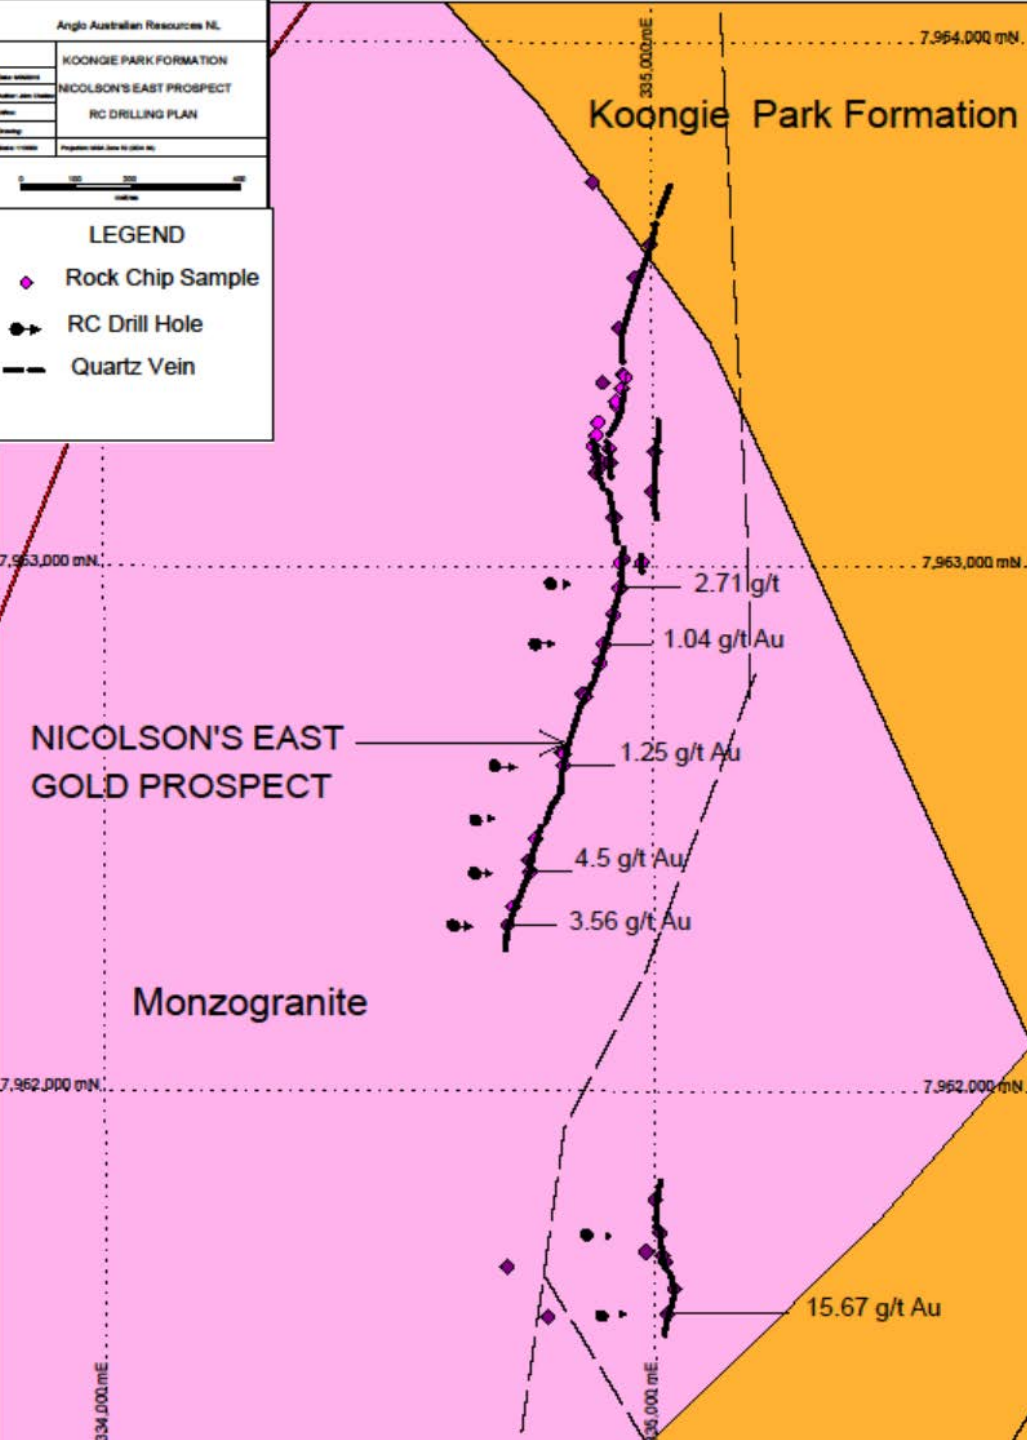 Anglo Australian Resources NL
KOONGIE PARK FORMATION
NICOLSON'S EAST PROSPECT
RC DRILLING PLAN
0 100 200 400
metres
LEGEND
Rock Chip Sample
RC Drill Hole
Quartz Vein
335,000mE
7,964,000 mN
Koongie Park Formation
7,963,000 mN
7,963,000 mN
2.71 g/t
1.04 g/t Au
NICOLSON'S EAST
GOLD PROSPECT
1.25 g/t Au
4.5 g/t Au
3.56 g/t Au
Monzogranite
7,962,000 mN
7,962,000 mN
15.67 g/t Au
334,000 mE
335,000 mE